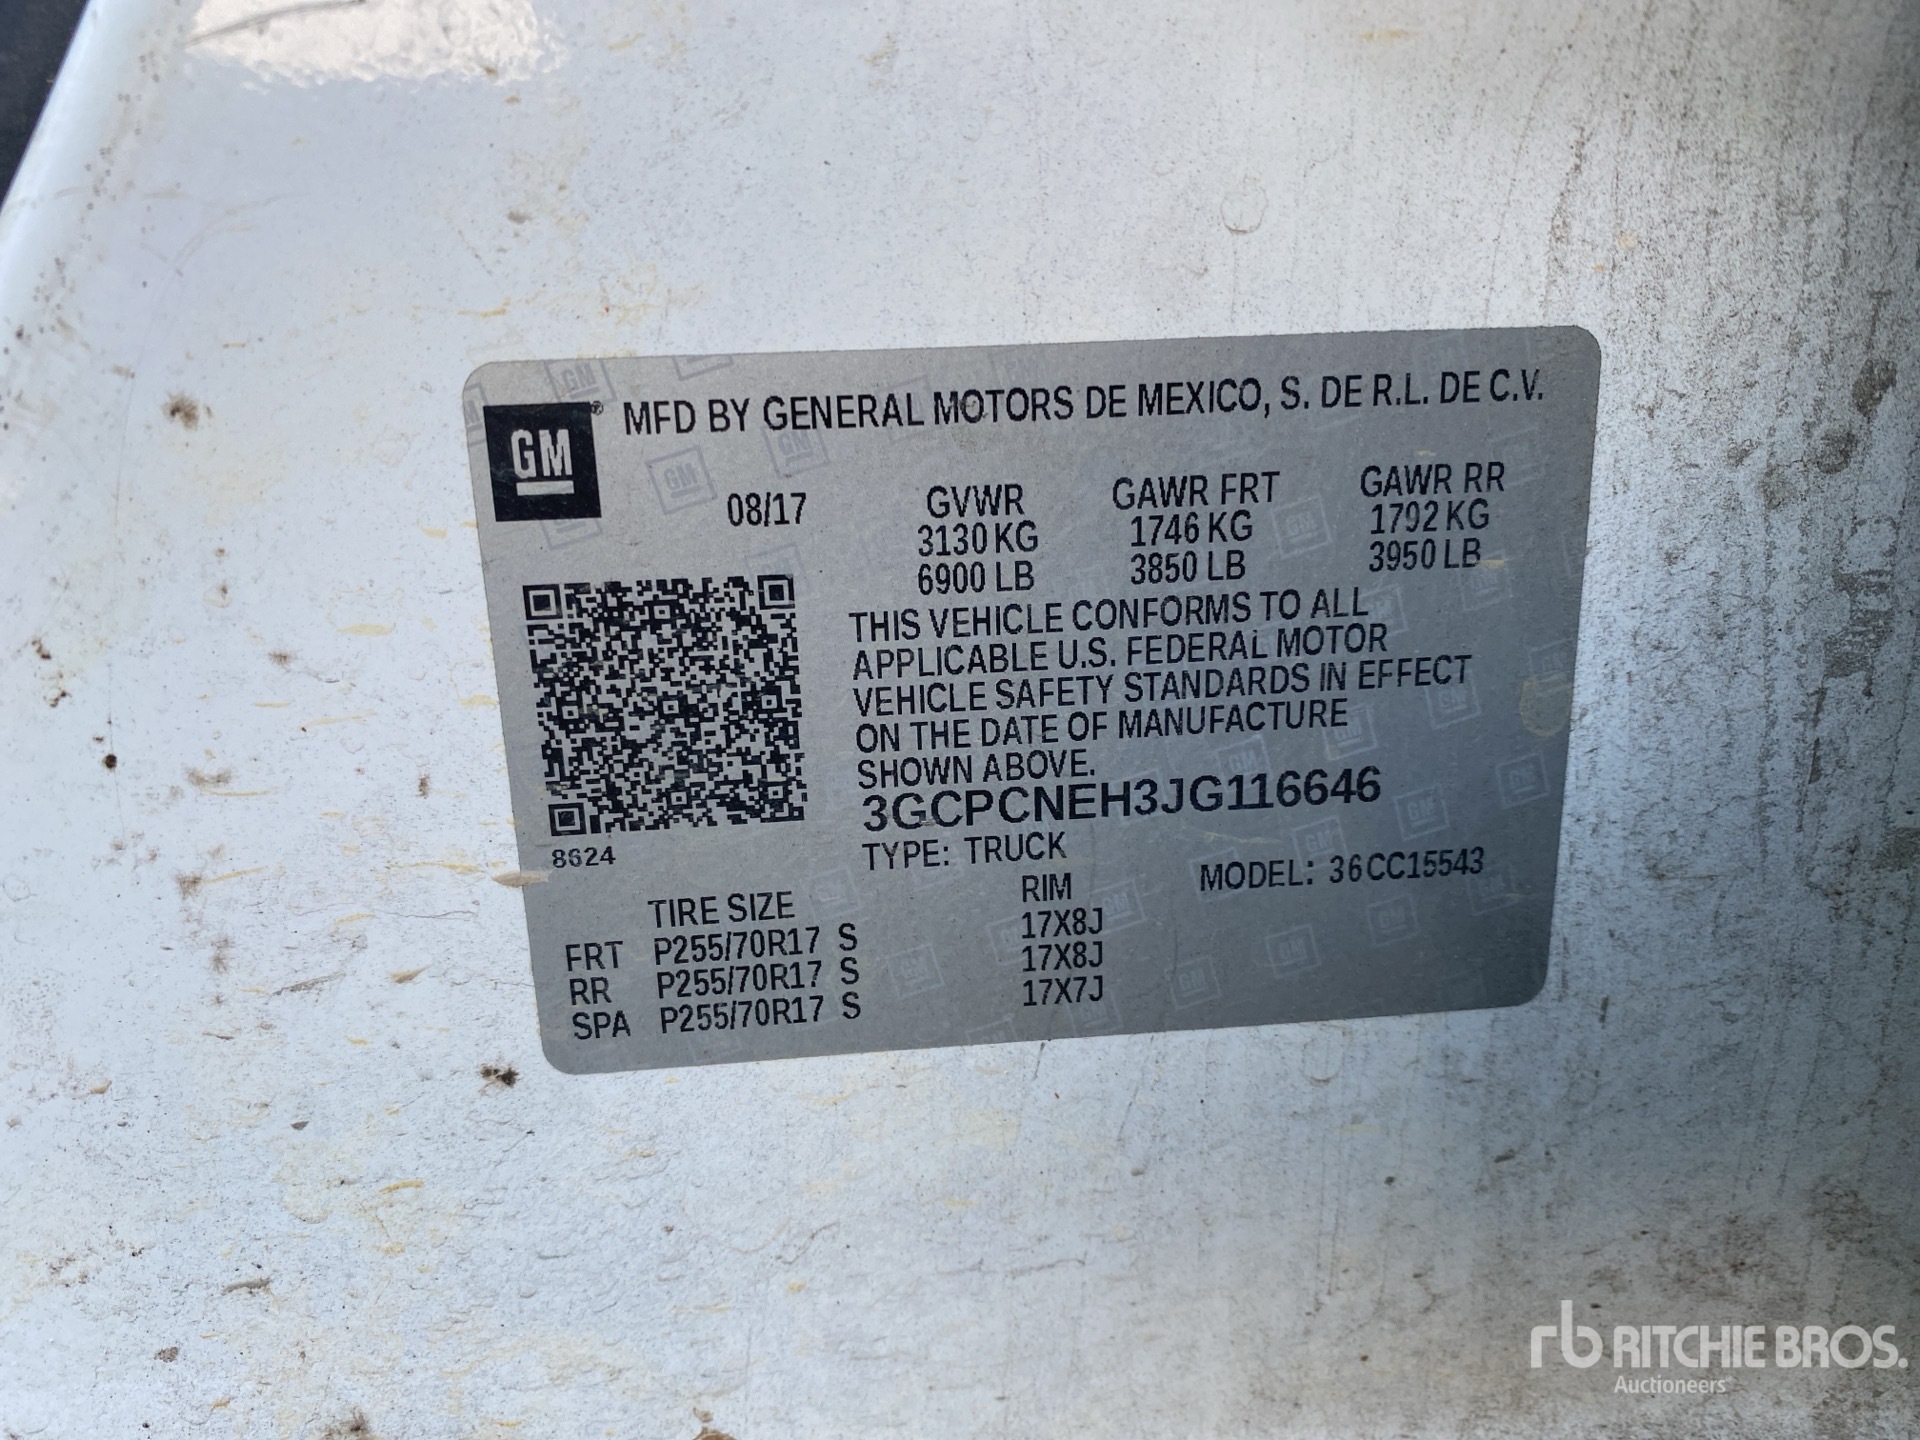 GM® MFD BY GENERAL MOTORS DE MEXICO, S. DE R.L. DE C.V.
08/17 GVWR GAWR FRT GAWR RR
3130 KG 1746 KG 1792 KG
6900 LB 3850 LB 3950 LB
THIS VEHICLE CONFORMS TO ALL
APPLICABLE U.S. FEDERAL MOTOR
VEHICLE SAFETY STANDARDS IN EFFECT
ON THE DATE OF MANUFACTURE
SHOWN ABOVE.
3GCPCNEH3JG116646
8624 TYPE: TRUCK MODEL: 36CC15543
TIRE SIZE RIM
FRT P255/70R17 S 17X8J
RR P255/70R17 S 17X8J
SPA P255/70R17 S 17X7J
rb RITCHIE BROS.
Auctioneers